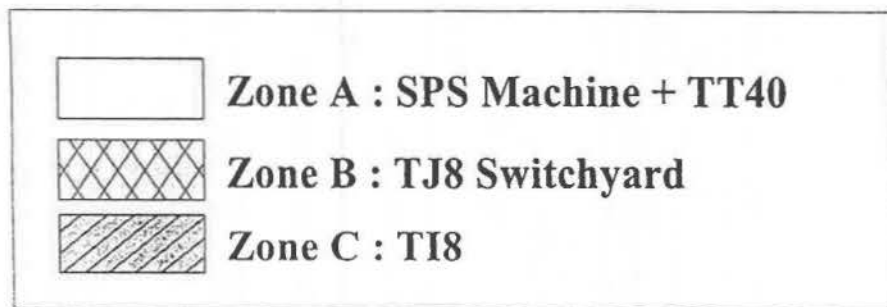 Zone A : SPS Machine + TT40
Zone B : TJ8 Switchyard
Zone C : TI8